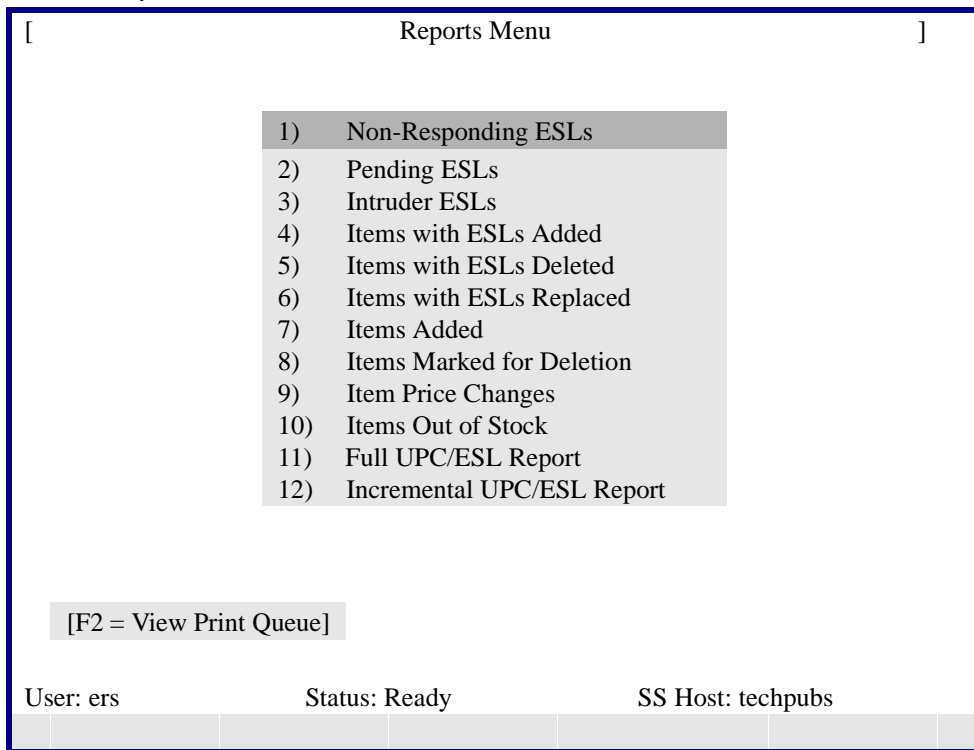 [ Reports Menu ]
1) Non-Responding ESLs
2) Pending ESLs
3) Intruder ESLs
4) Items with ESLs Added
5) Items with ESLs Deleted
6) Items with ESLs Replaced
7) Items Added
8) Items Marked for Deletion
9) Item Price Changes
10) Items Out of Stock
11) Full UPC/ESL Report
12) Incremental UPC/ESL Report
[F2 = View Print Queue]
User: ers Status: Ready SS Host: techpubs